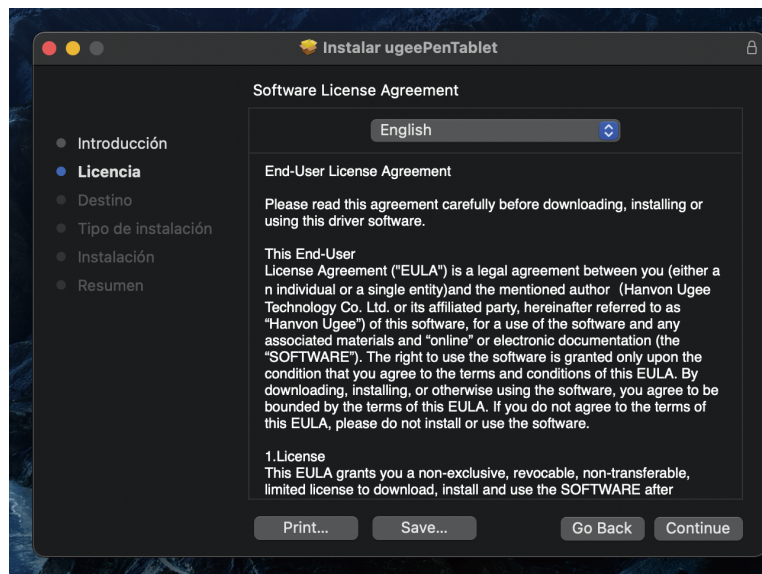 Instalar ugeePenTablet
Software License Agreement
English
Introducción
Licencia
Destino
Tipo de instalación
Instalación
Resumen
End-User License Agreement
Please read this agreement carefully before downloading, installing or
using this driver software.
This End-User
License Agreement ("EULA") is a legal agreement between you (either a
n individual or a single entity)and the mentioned author（Hanvon Ugee
Technology Co. Ltd. or its affiliated party, hereinafter referred to as
“Hanvon Ugee”) of this software, for a use of the software and any
associated materials and “online” or electronic documentation (the
“SOFTWARE”). The right to use the software is granted only upon the
condition that you agree to the terms and conditions of this EULA. By
downloading, installing, or otherwise using the software, you agree to be
bounded by the terms of this EULA. If you do not agree to the terms of
this EULA, please do not install or use the software.
1.License
This EULA grants you a non-exclusive, revocable, non-transferable,
limited license to download, install and use the SOFTWARE after
Print...
Save...
Go Back
Continue